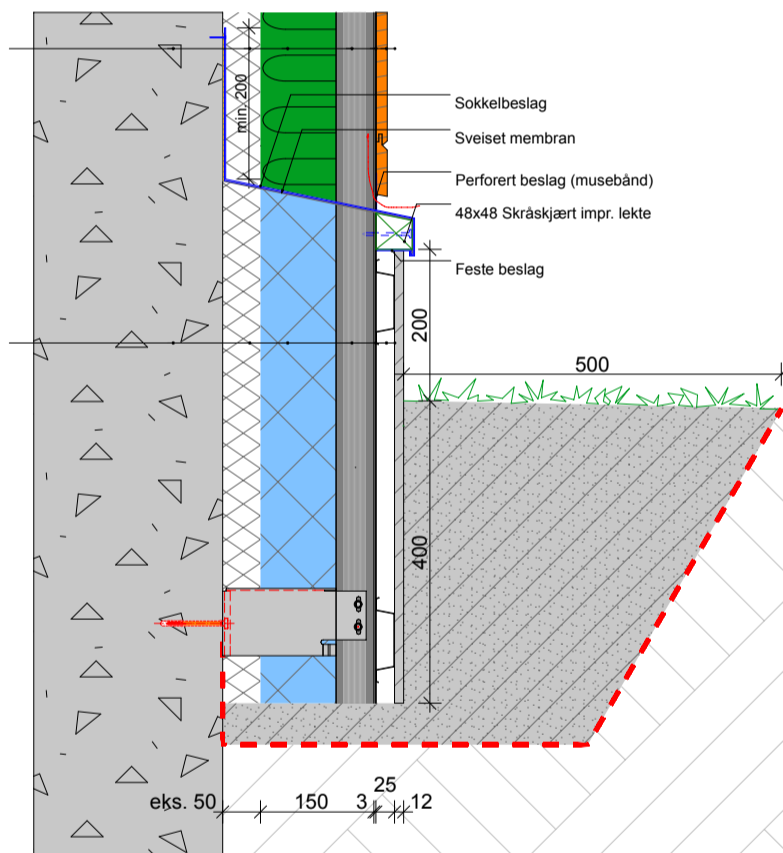 min. 200
Sokkelbeslag
Sveiset membran
Perforert beslag (musebånd)
48x48 Skråskjært impr. lekte
Feste beslag
200
500
400
25
eks. 50
150
3
12